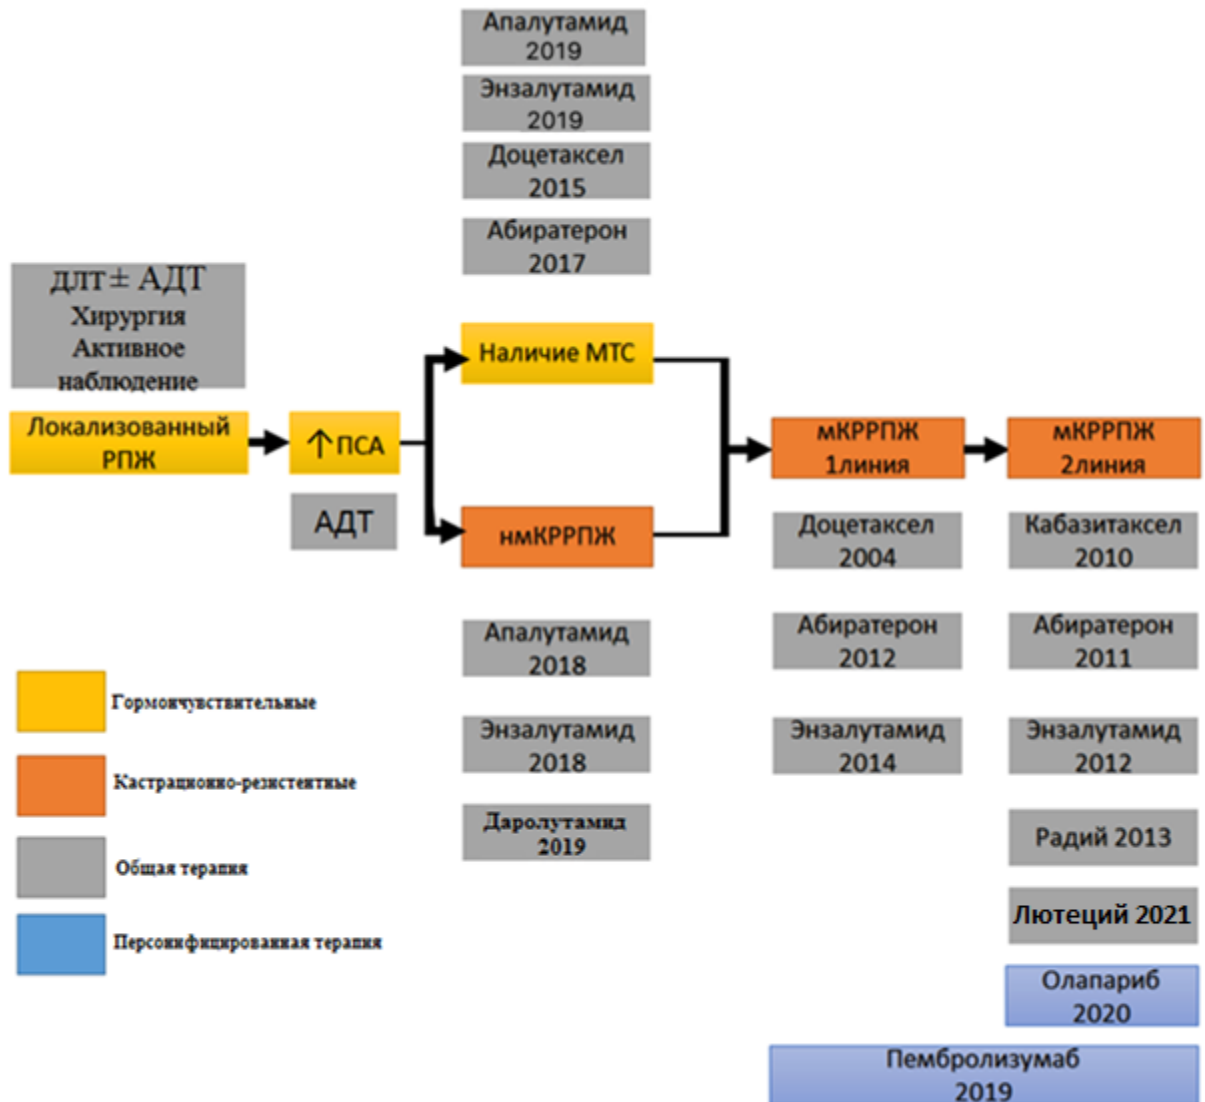 Апалутамид
2019
Энзалутамид
2019
Доцетаксел
2015
Абиратерон
2017
ДЛТ ± АДТ
Хирургия
Активное
наблюдение
Локализованный
РПЖ
↑ ПСА
АДТ
Наличие МТС
нмКРРПЖ
Апалутамид
2018
Энзалутамид
2018
Даролутамид
2019
мКРРПЖ
1линия
Доцетаксел
2004
Абиратерон
2012
Энзалутамид
2014
мКРРПЖ
2линия
Кабазитаксел
2010
Абиратерон
2011
Энзалутамид
2012
Радий 2013
Лютеций 2021
Олапариб
2020
Пембролизумаб
2019
Гормончувствительные
Кастрационно-резистентные
Общая терапия
Персонифицированная терапия